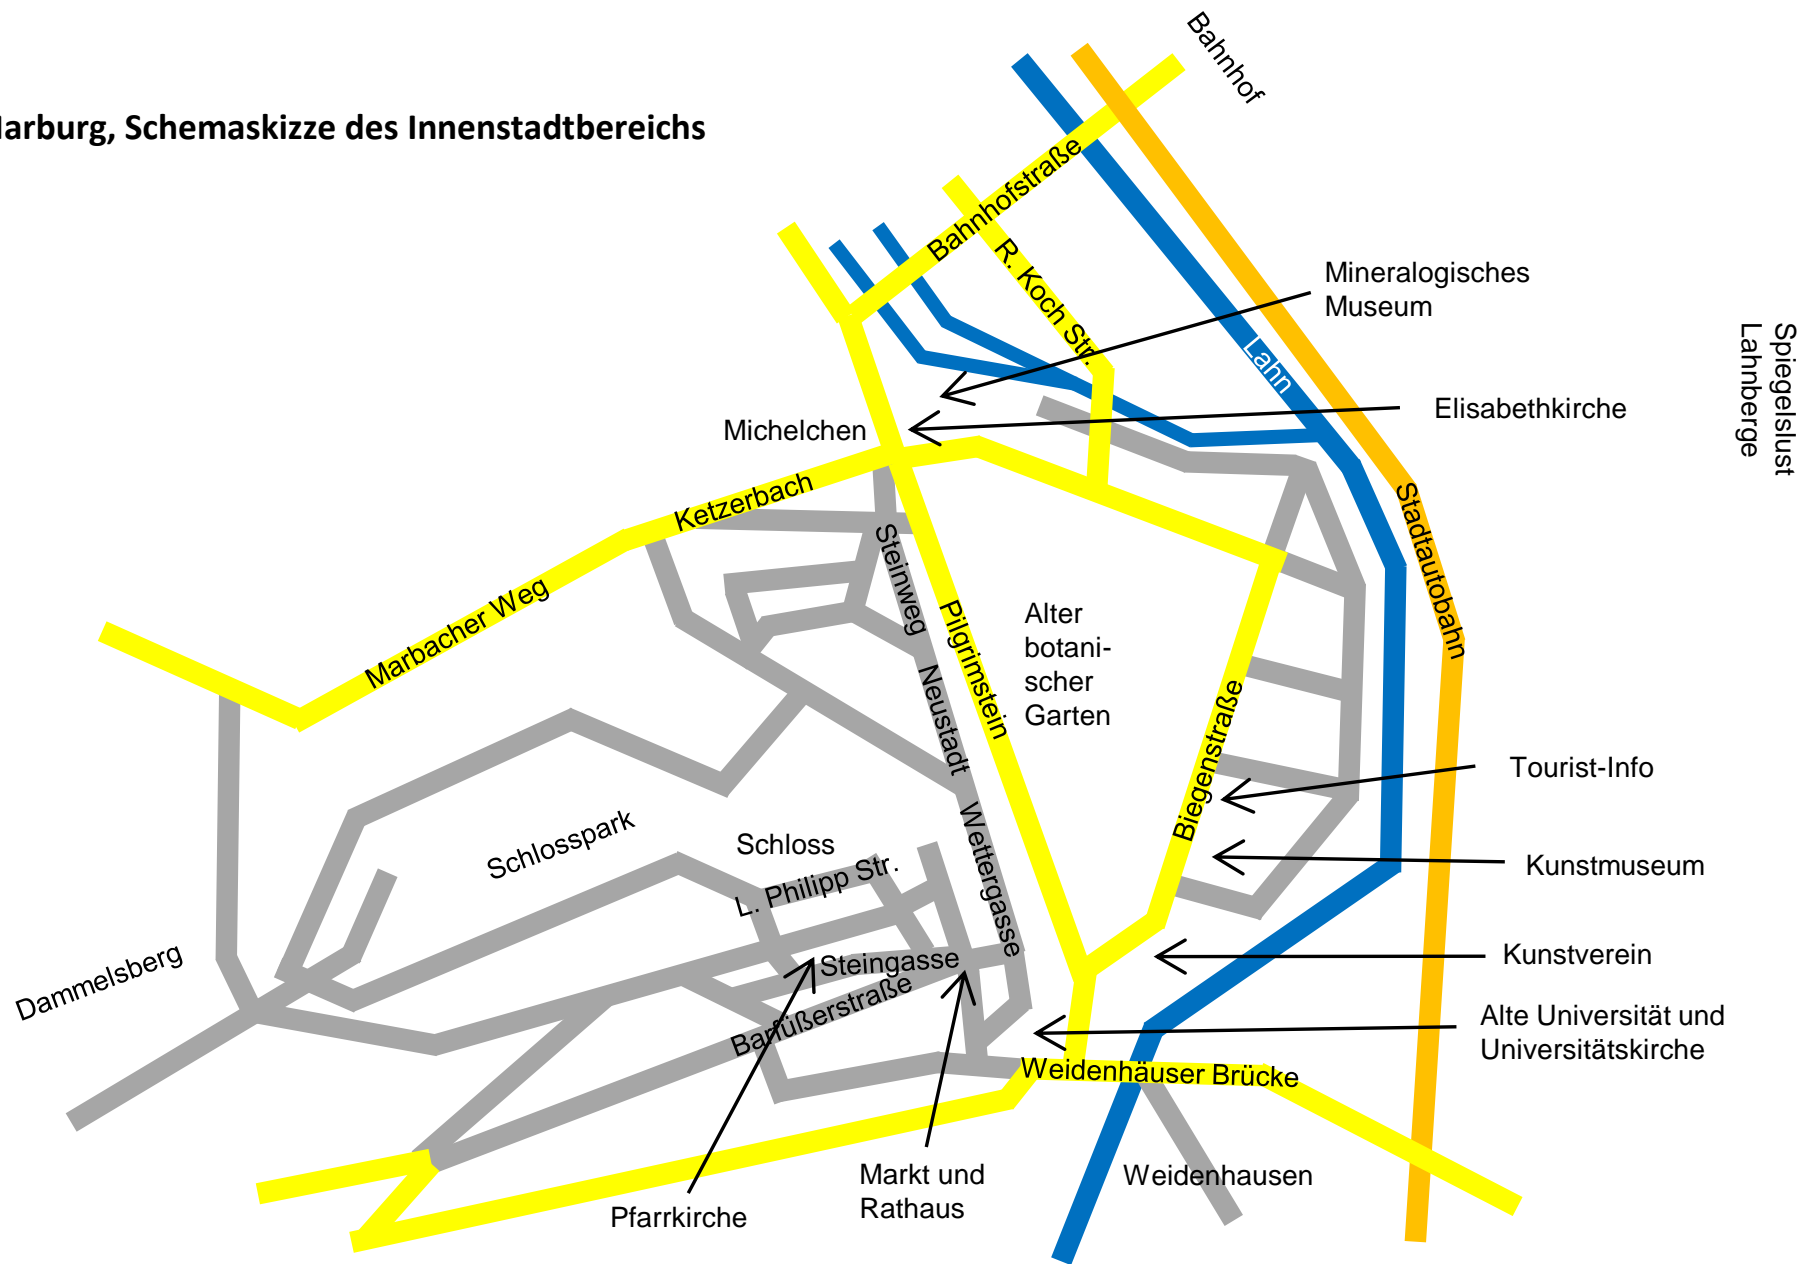 arburg, Schemaskizze des Innenstadtbereichs
Bahnhof
Bahnhofstraße
R. Koch Str.
Mineralogisches
Museum
Lahn
Spiegelslust
Lahnberge
Elisabethkirche
Michelchen
Ketzerbach
Stadtautobahn
Steinweg
Marbacher Weg
Pilgrimstein
Alter
botani-
scher
Garten
Neustadt
Biegenstraße
Tourist-Info
Schlosspark
Schloss
Wettergasse
Kunstmuseum
L. Philipp Str.
Dammelsberg
Steingasse
Kunstverein
Barfüßerstraße
Alte Universität und
Universitätskirche
Weidenhäuser Brücke
Markt und
Rathaus
Weidenhausen
Pfarrkirche